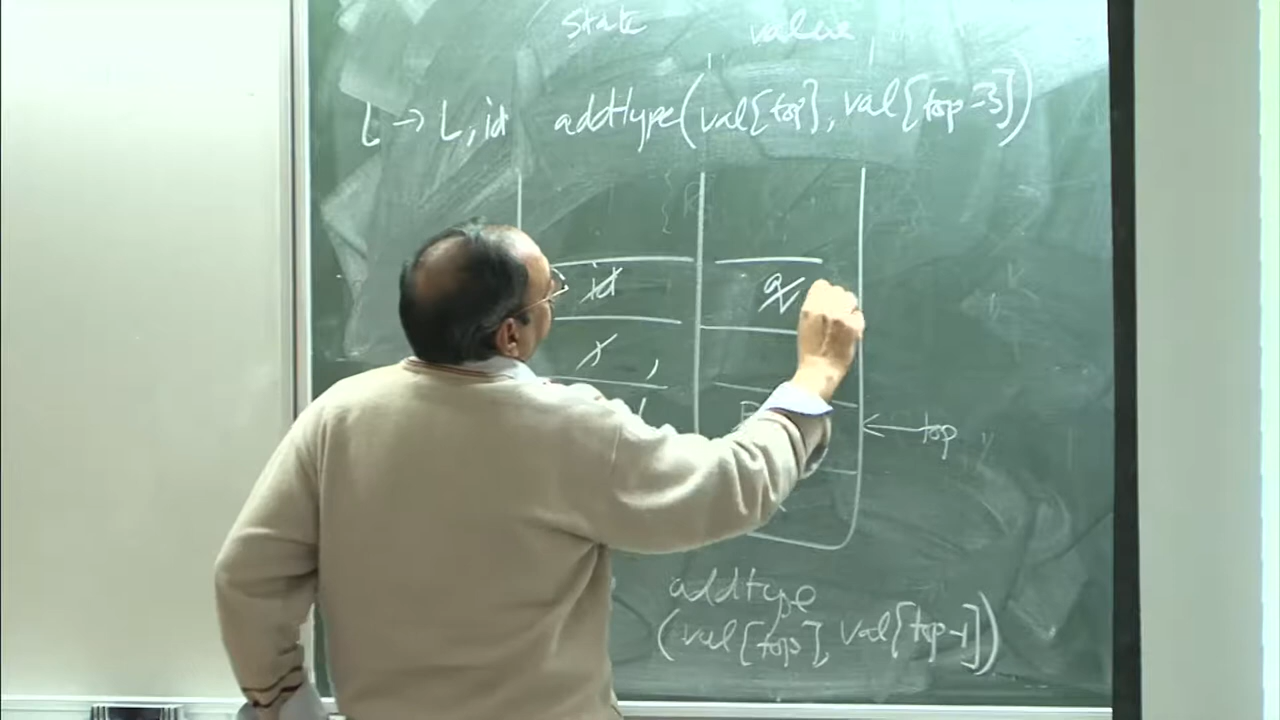 state value
L → L, id addtype(val[top], val[top-3])
id q
,
← top
addtype
(val[top], val[top-1])